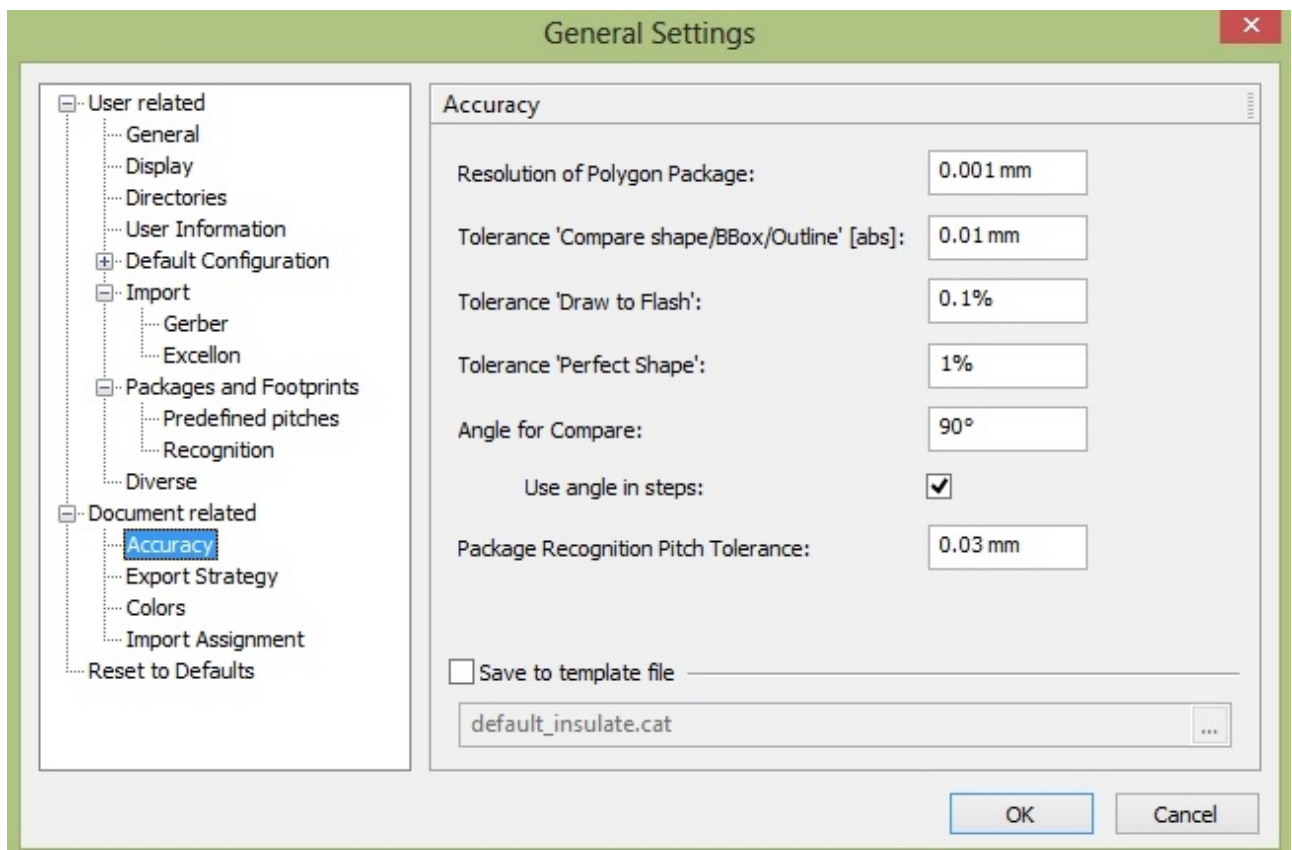 General Settings
User related
General
Display
Directories
User Information
Default Configuration
Import
Gerber
Excellon
Packages and Footprints
Predefined pitches
Recognition
Diverse
Document related
Accuracy
Export Strategy
Colors
Import Assignment
Reset to Defaults
Accuracy
Resolution of Polygon Package: 0.001 mm
Tolerance 'Compare shape/BBox/Outline' [abs]: 0.01 mm
Tolerance 'Draw to Flash': 0.1%
Tolerance 'Perfect Shape': 1%
Angle for Compare: 90°
Use angle in steps:
Package Recognition Pitch Tolerance: 0.03 mm
Save to template file
default_insulate.cat ...
OK Cancel